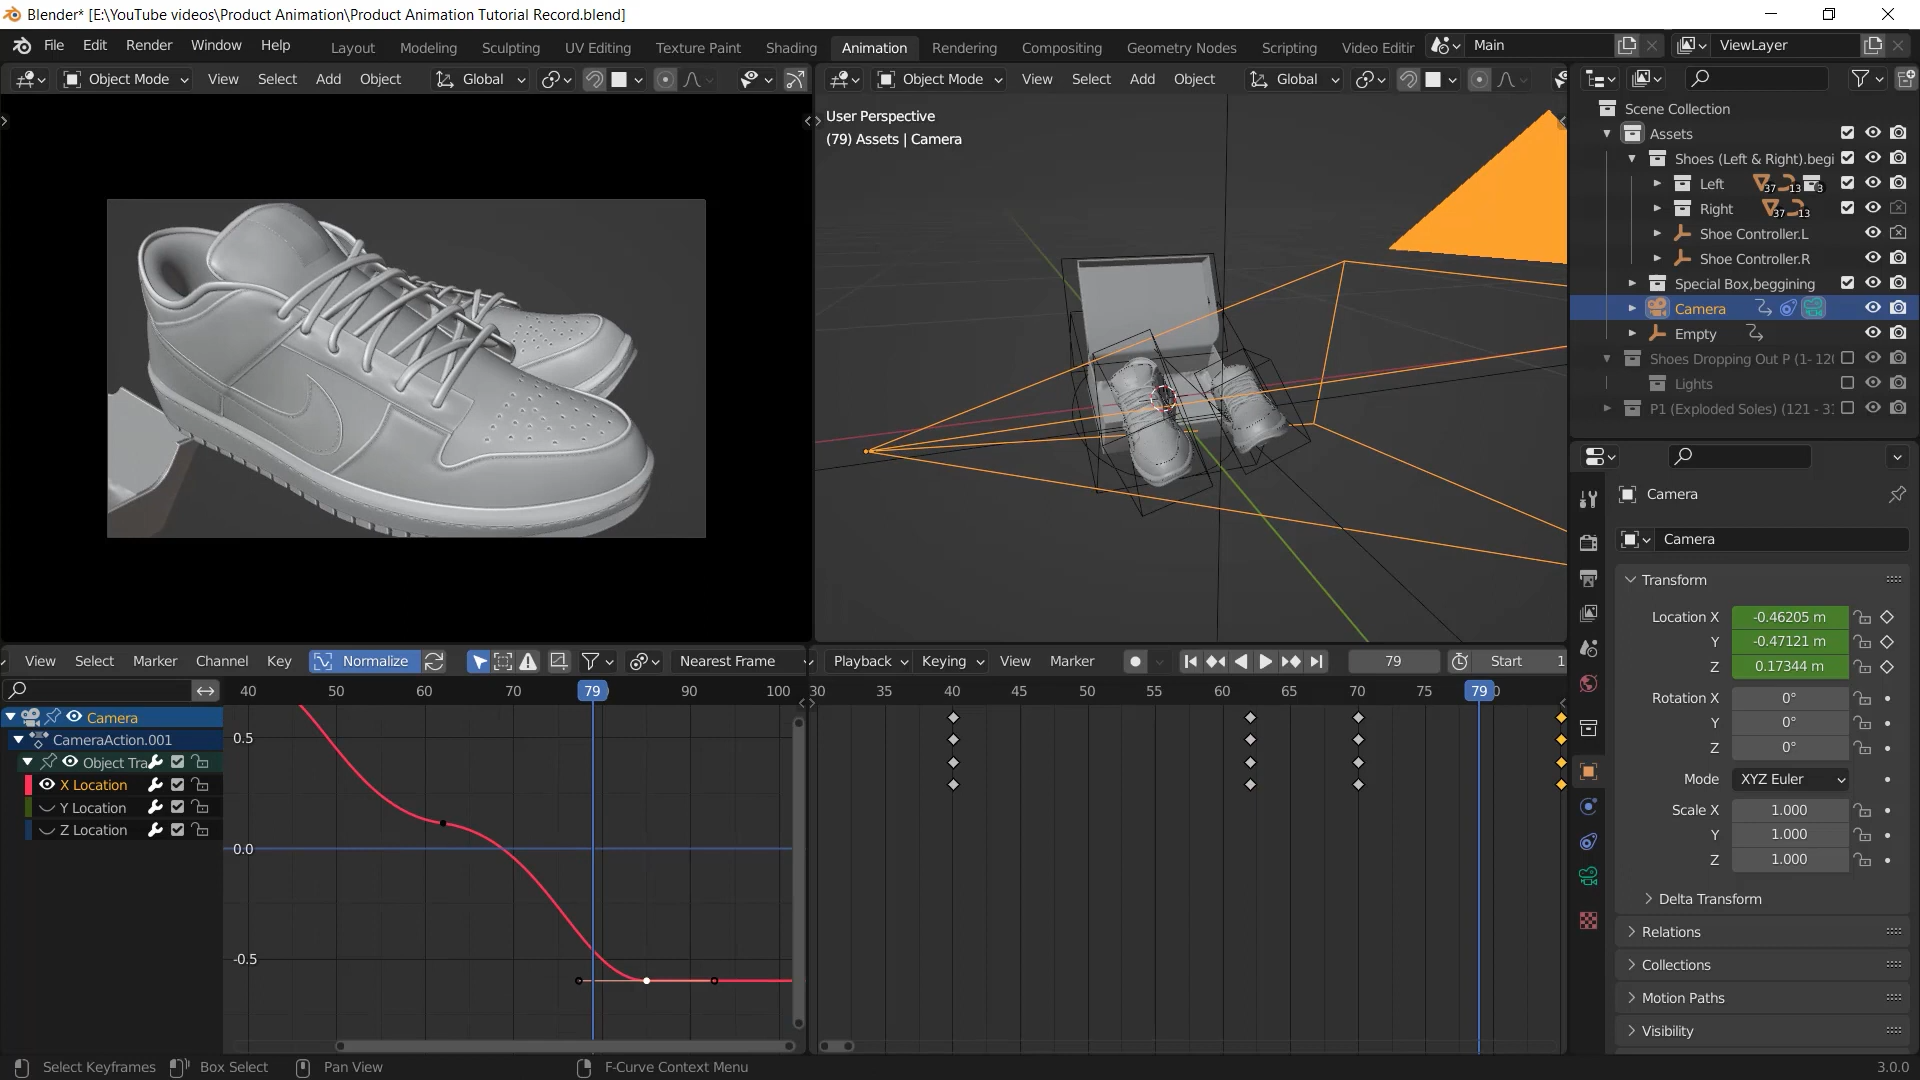 Blender* [E:\YouTube videos\Product Animation\Product Animation Tutorial Record.blend]
File Edit Render Window Help Layout Modeling Sculpting UV Editing Texture Paint Shading Animation Rendering Compositing Geometry Nodes Scripting Video Editir Main ViewLayer
Object Mode View Select Add Object Global Object Mode View Select Add Object Global
User Perspective
(79) Assets | Camera
Scene Collection
Assets
Shoes (Left & Right).begi
Left 37 13 3
Right 37 13
Shoe Controller.L
Shoe Controller.R
Special Box,beggining
Camera
Empty
Shoes Dropping Out P (1- 12
Lights
P1 (Exploded Soles) (121 - 3
Camera
Camera
Transform
Location X -0.46205 m
Y -0.47121 m
Z 0.17344 m
Rotation X 0°
Y 0°
Z 0°
Mode XYZ Euler
Scale X 1.000
Y 1.000
Z 1.000
Delta Transform
Relations
Collections
Motion Paths
Visibility
View Select Marker Channel Key Normalize Nearest Frame Playback Keying View Marker 79 Start 1
40 50 60 70 79 90 100 30 35 40 45 50 55 60 65 70 75 79 0
Camera
CameraAction.001
Object Tra
X Location
Y Location
Z Location
0.5
0.0
-0.5
Select Keyframes Box Select Pan View F-Curve Context Menu 3.0.0